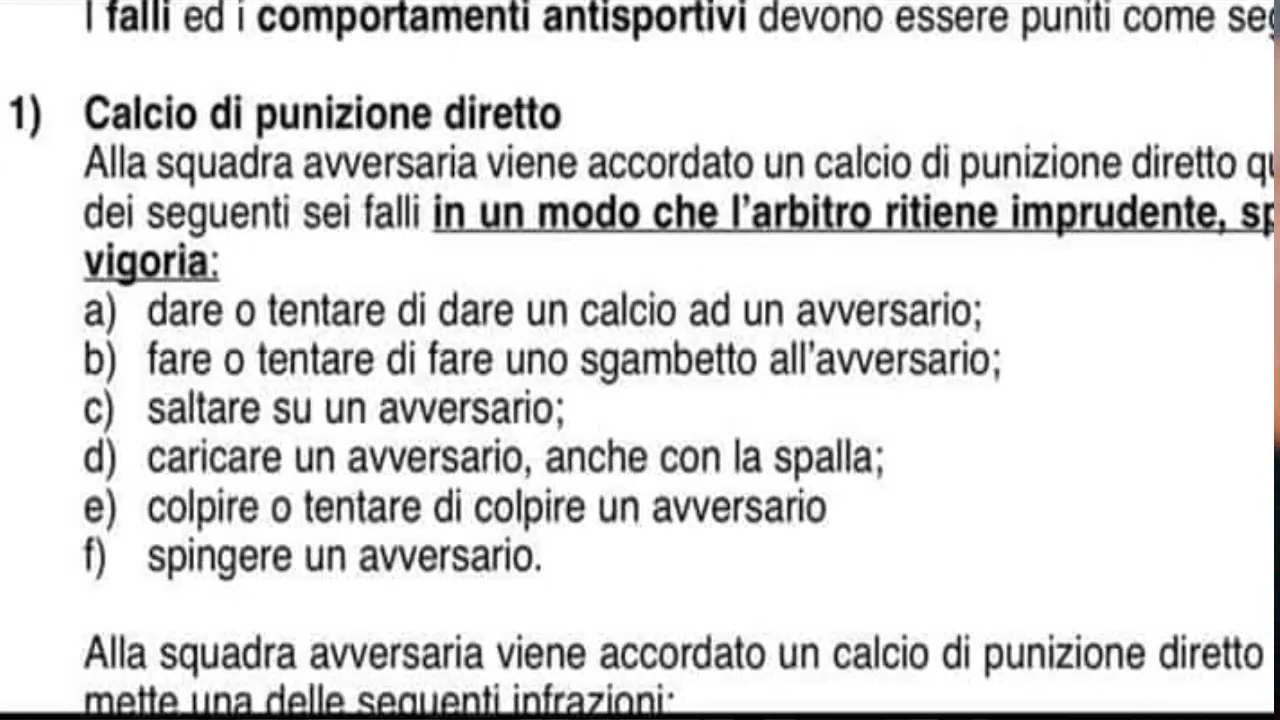 I falli ed i comportamenti antisportivi devono essere puniti come
1) Calcio di punizione diretto
Alla squadra avversaria viene accordato un calcio di punizione diretto
dei seguenti sei falli in un modo che l'arbitro ritiene imprudente,
vigoria:
a) dare o tentare di dare un calcio ad un avversario;
b) fare o tentare di fare uno sgambetto all'avversario;
c) saltare su un avversario;
d) caricare un avversario, anche con la spalla;
e) colpire o tentare di colpire un avversario
f) spingere un avversario.
Alla squadra avversaria viene accordato un calcio di punizione diretto
mette una delle seguenti infrazioni: